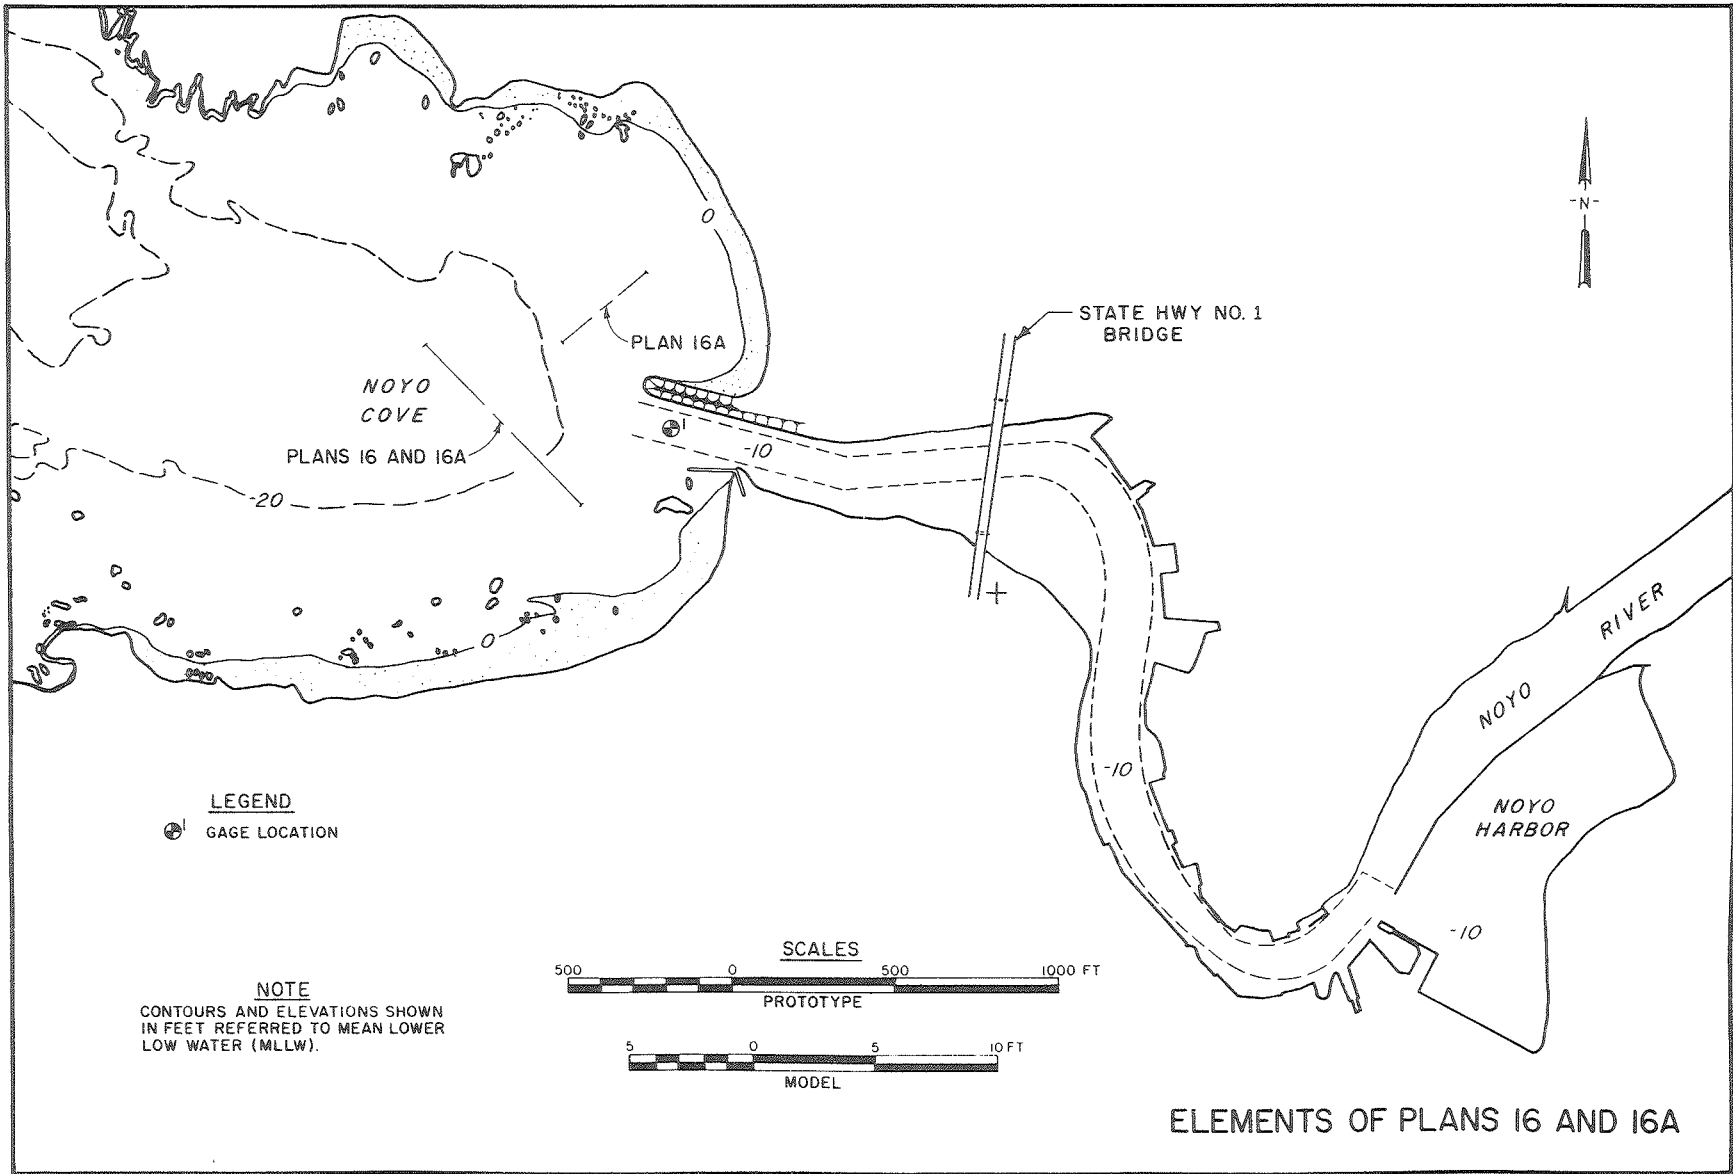 0
-N-
STATE HWY NO. 1
BRIDGE
PLAN 16A
NOYO
COVE
1
PLANS 16 AND 16A
-10
-20
0
RIVER
NOYO
-10
LEGEND
1 GAGE LOCATION
NOYO
HARBOR
-10
SCALES
500 0 500 1000 FT
PROTOTYPE
NOTE
CONTOURS AND ELEVATIONS SHOWN
IN FEET REFERRED TO MEAN LOWER
LOW WATER (MLLW).
5 0 5 10 FT
MODEL
ELEMENTS OF PLANS 16 AND 16A